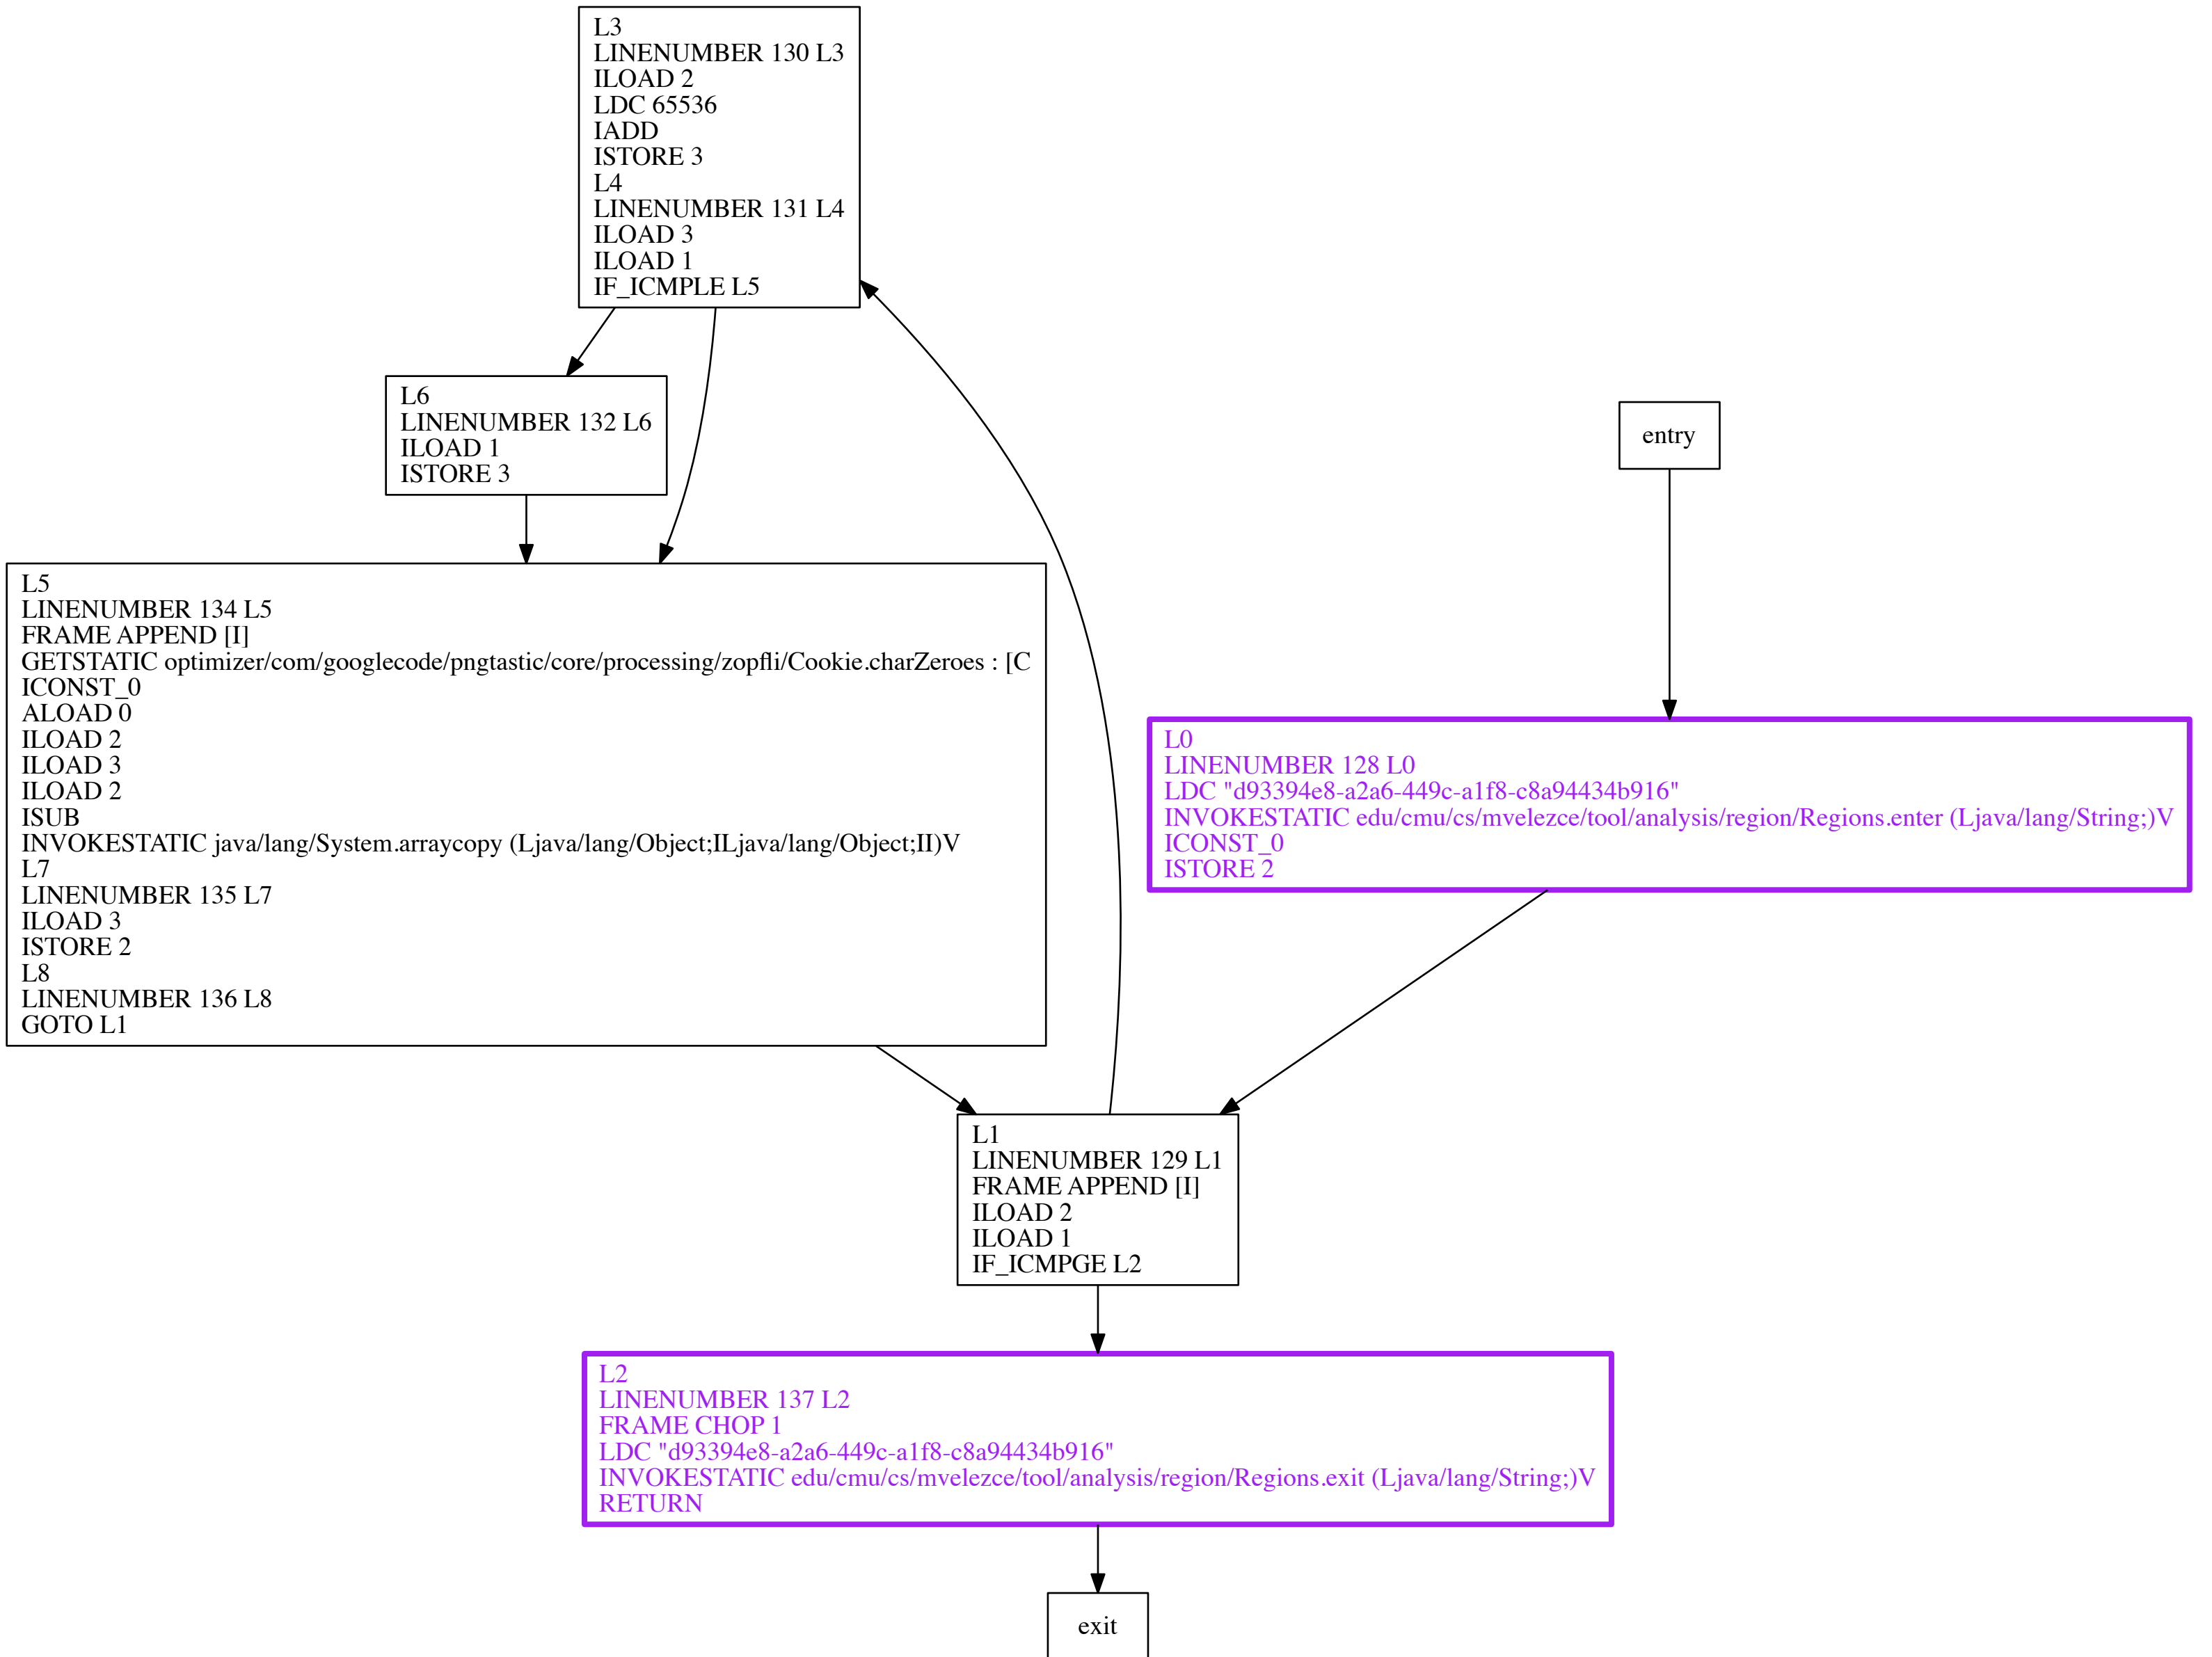 L3
LINENUMBER 130 L3
ILOAD 2
LDC 65536
IADD
ISTORE 3
L4
LINENUMBER 131 L4
ILOAD 3
ILOAD 1
IF_ICMPLE L5
L6
LINENUMBER 132 L6
ILOAD 1
ISTORE 3
entry
L5
LINENUMBER 134 L5
FRAME APPEND [I]
GETSTATIC optimizer/com/googlecode/pngtastic/core/processing/zopfli/Cookie.charZeroes : [C
ICONST_0
ALOAD 0
ILOAD 2
ILOAD 3
ILOAD 2
ISUB
INVOKESTATIC java/lang/System.arraycopy (Ljava/lang/Object;ILjava/lang/Object;II)V
L7
LINENUMBER 135 L7
ILOAD 3
ISTORE 2
L8
LINENUMBER 136 L8
GOTO L1
L0
LINENUMBER 128 L0
LDC "d93394e8-a2a6-449c-a1f8-c8a94434b916"
INVOKESTATIC edu/cmu/cs/mvelezce/tool/analysis/region/Regions.enter (Ljava/lang/String;)V
ICONST_0
ISTORE 2
L1
LINENUMBER 129 L1
FRAME APPEND [I]
ILOAD 2
ILOAD 1
IF_ICMPGE L2
L2
LINENUMBER 137 L2
FRAME CHOP 1
LDC "d93394e8-a2a6-449c-a1f8-c8a94434b916"
INVOKESTATIC edu/cmu/cs/mvelezce/tool/analysis/region/Regions.exit (Ljava/lang/String;)V
RETURN
exit